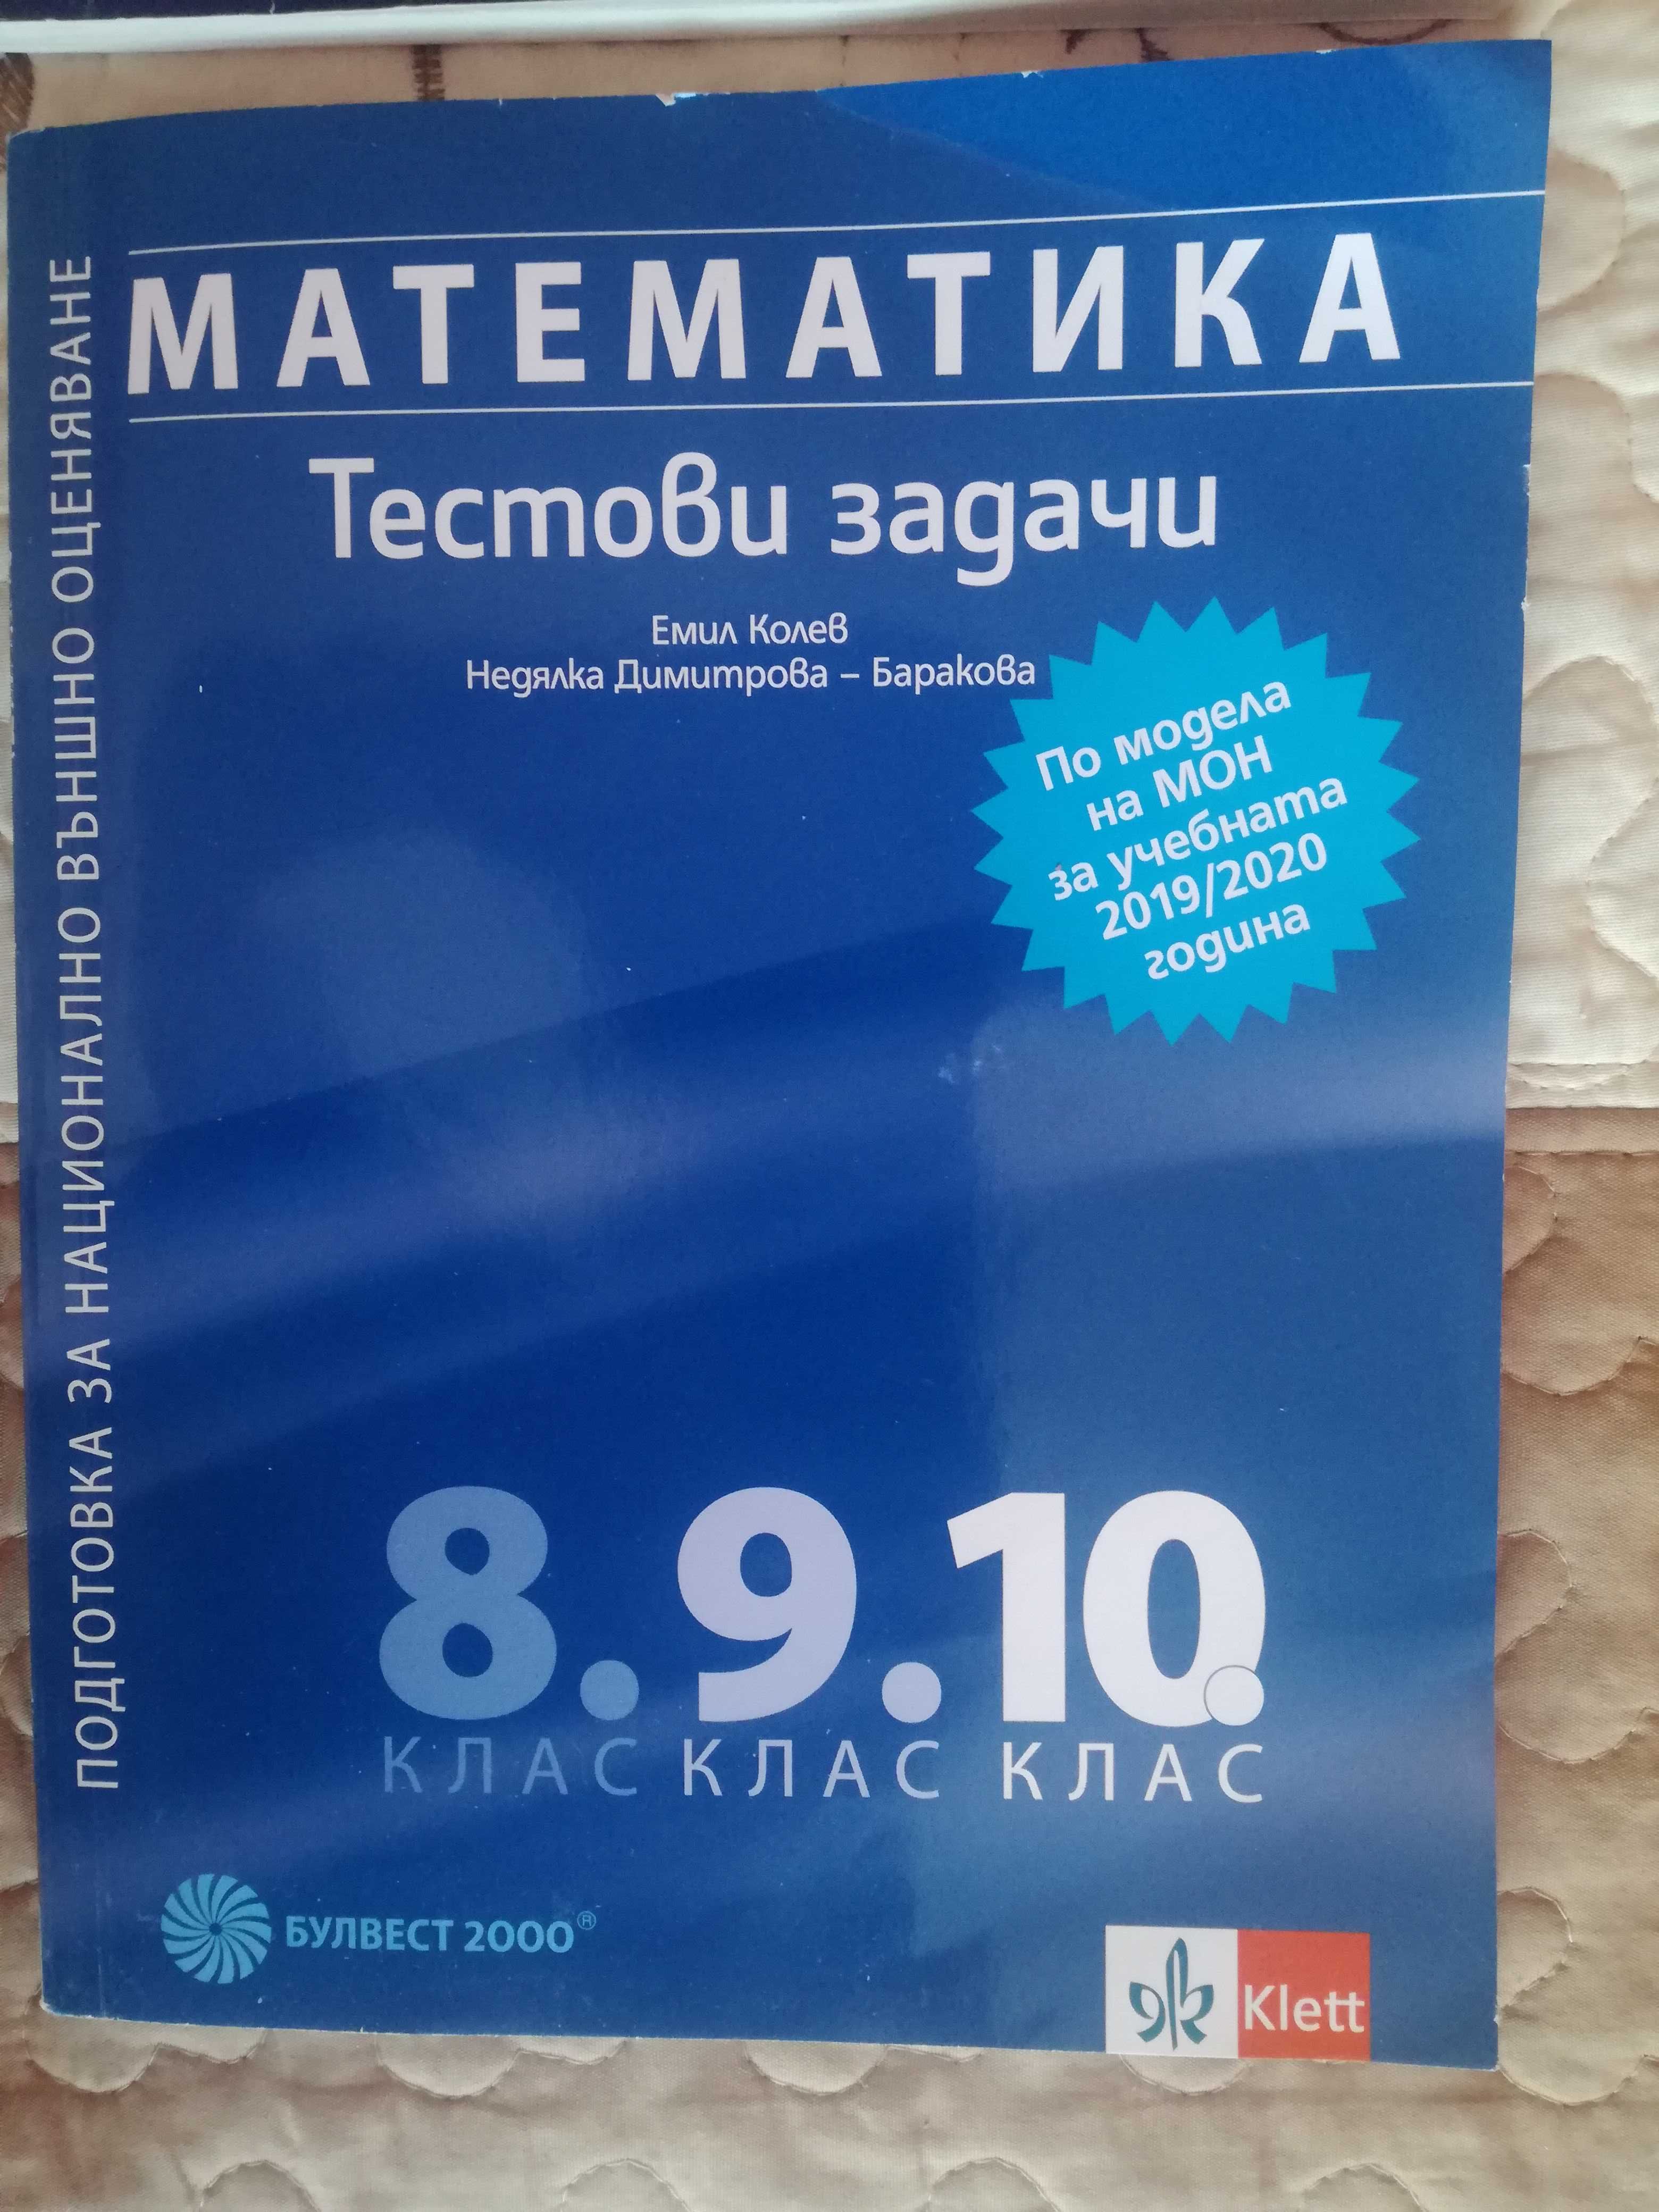 ПОДГОТОВКА ЗА НАЦИОНАЛНО ВЪНШНО ОЦЕНЯВАНЕ
МАТЕМАТИКА
Тестови задачи
Емил Колев
Недялка Димитрова – Баракова
По модела
на МОН
за учебната
2019/2020
година
8. 9. 10.
КЛАС КЛАС КЛАС
БУЛВЕСТ 2000®
Klett